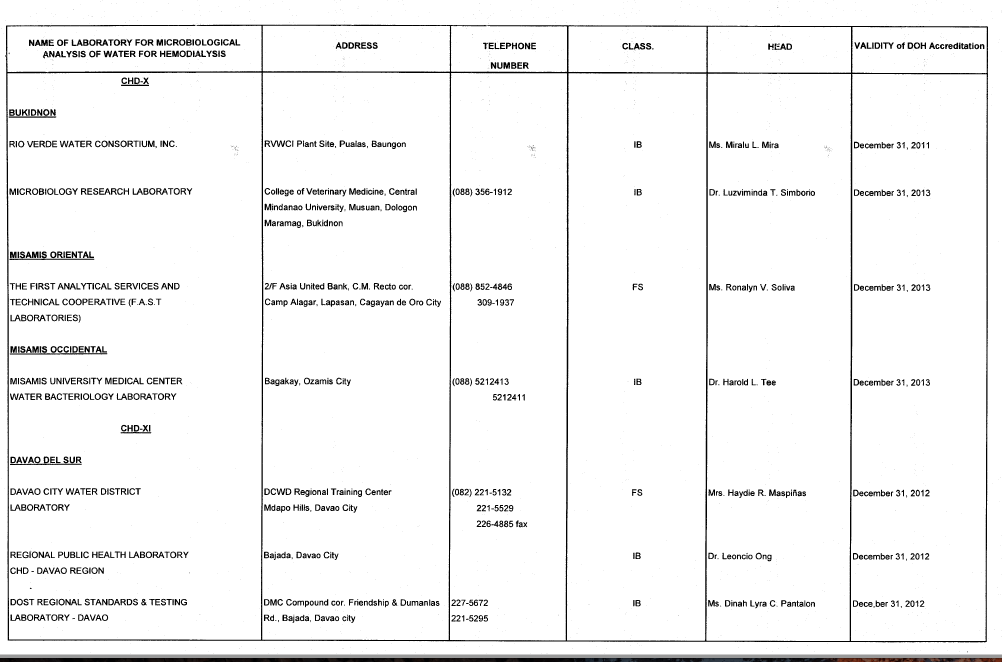 NAME OF LABORATORY FOR MICROBIOLOGICAL ANALYSIS OF WATER FOR HEMODIALYSIS ADDRESS TELEPHONE NUMBER CLASS. HEAD VALIDITY of DOH Accreditation
CHD-X
BUKIDNON
RIO VERDE WATER CONSORTIUM, INC. RVWCI Plant Site, Pualas, Baungon IB Ms. Miralu L. Mira December 31, 2011
MICROBIOLOGY RESEARCH LABORATORY College of Veterinary Medicine, Central (088) 356-1912 IB Dr. Luzviminda T. Simborio December 31, 2013
Mindanao University, Musuan, Dologon
Maramag, Bukidnon
MISAMIS ORIENTAL
THE FIRST ANALYTICAL SERVICES AND 2/F Asia United Bank, C.M. Recto cor. (088) 852-4846 FS Ms. Ronalyn V. Soliva December 31, 2013
TECHNICAL COOPERATIVE (F.A.S.T Camp Alagar, Lapasan, Cagayan de Oro City 309-1937
LABORATORIES)
MISAMIS OCCIDENTAL
MISAMIS UNIVERSITY MEDICAL CENTER Bagakay, Ozamis City (088) 5212413 IB Dr. Harold L. Tee December 31, 2013
WATER BACTERIOLOGY LABORATORY 5212411
CHD-XI
DAVAO DEL SUR
DAVAO CITY WATER DISTRICT DCWD Regional Training Center (082) 221-5132 FS Mrs. Haydie R. Maspiñas December 31, 2012
LABORATORY Mdapo Hills, Davao City 221-5529
226-4885 fax
REGIONAL PUBLIC HEALTH LABORATORY Bajada, Davao City IB Dr. Leoncio Ong December 31, 2012
CHD - DAVAO REGION
DOST REGIONAL STANDARDS & TESTING DMC Compound cor. Friendship & Dumanlas 227-5672 IB Ms. Dinah Lyra C. Pantalon Dece,ber 31, 2012
LABORATORY - DAVAO Rd., Bajada, Davao city 221-5295